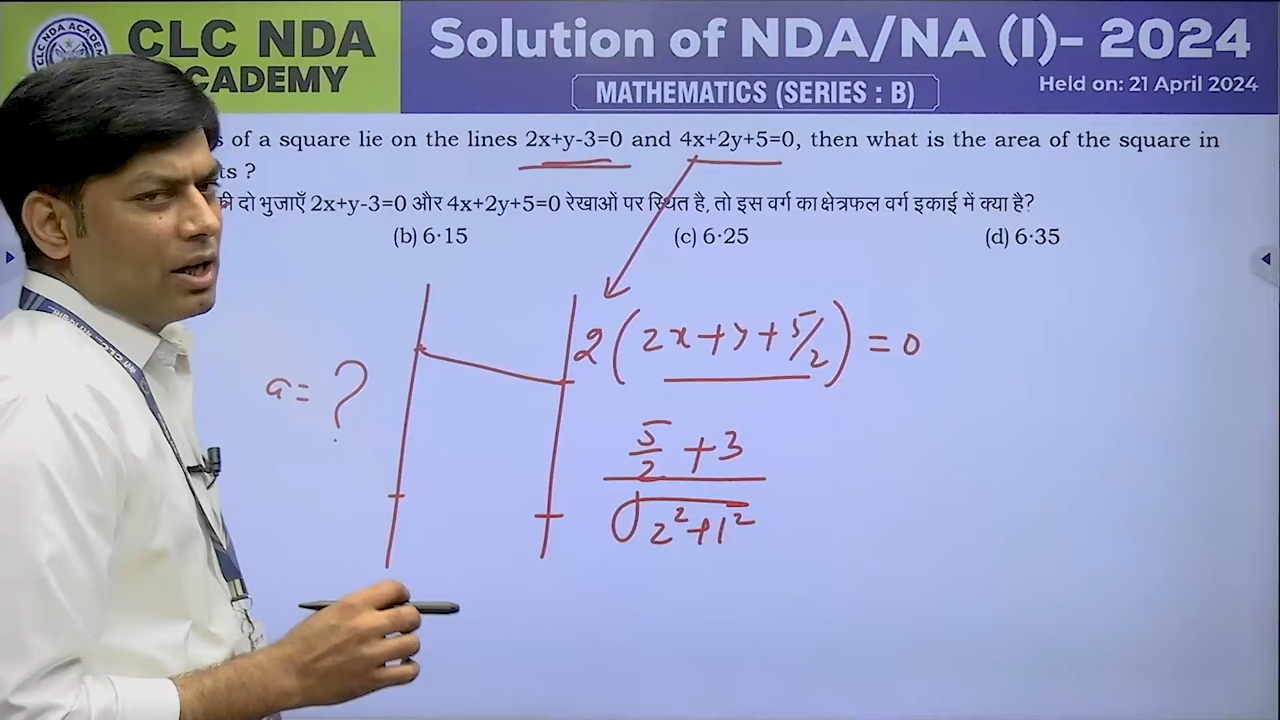 CLC NDA ACADEMY
CLC NDA
ACADEMY
Solution of NDA/NA (I)- 2024
MATHEMATICS (SERIES : B)
Held on: 21 April 2024
of a square lie on the lines 2x+y-3=0 and 4x+2y+5=0, then what is the area of the square in
?
दो भुजाएँ 2x+y-3=0 और 4x+2y+5=0 रेखाओं पर स्थित है, तो इस वर्ग का क्षेत्रफल वर्ग इकाई में क्या है?
(b) 6·15 (c) 6·25 (d) 6·35
2(2x+y+5/2)=0
a=?
5/2 +3
√2²+1²